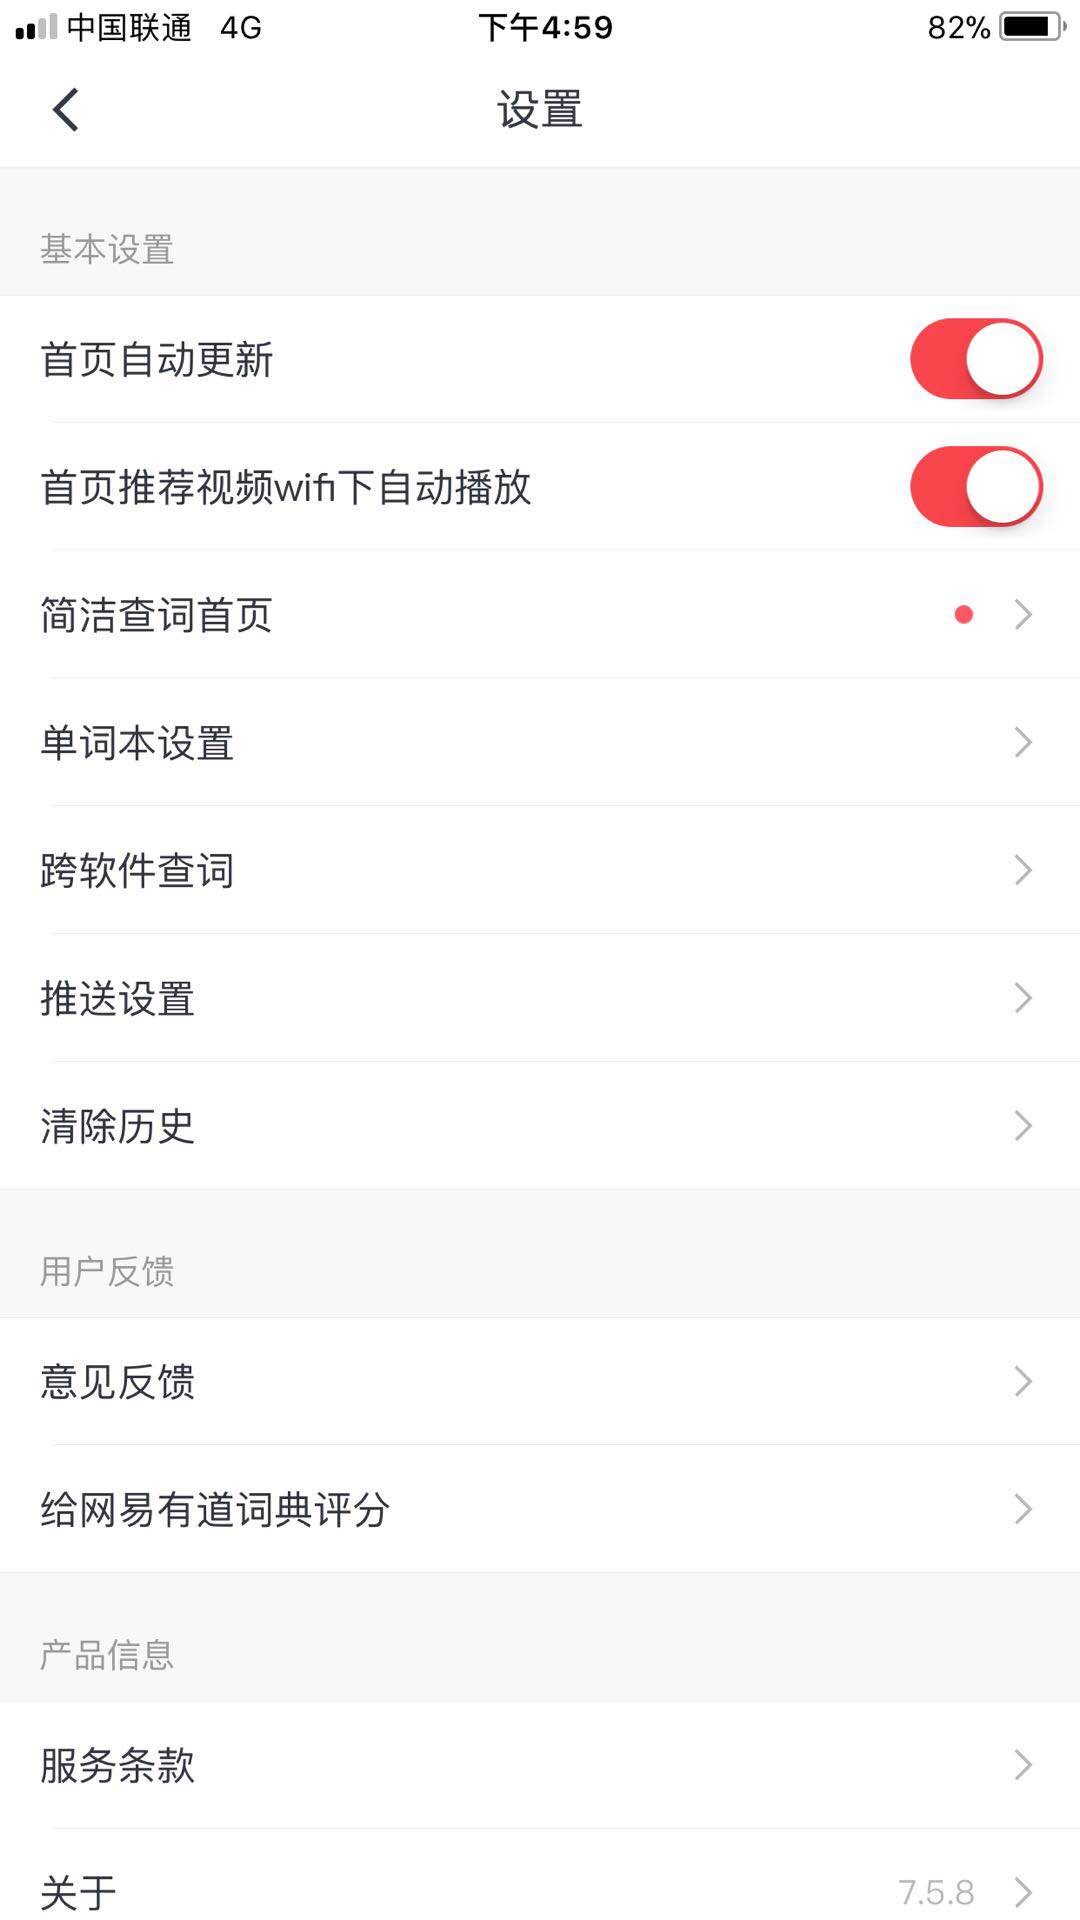 中国联通 4G 下午4:59 82%
设置
基本设置
首页自动更新
首页推荐视频wifi下自动播放
简洁查词首页
单词本设置
跨软件查词
推送设置
清除历史
用户反馈
意见反馈
给网易有道词典评分
产品信息
服务条款
关于 7.5.8